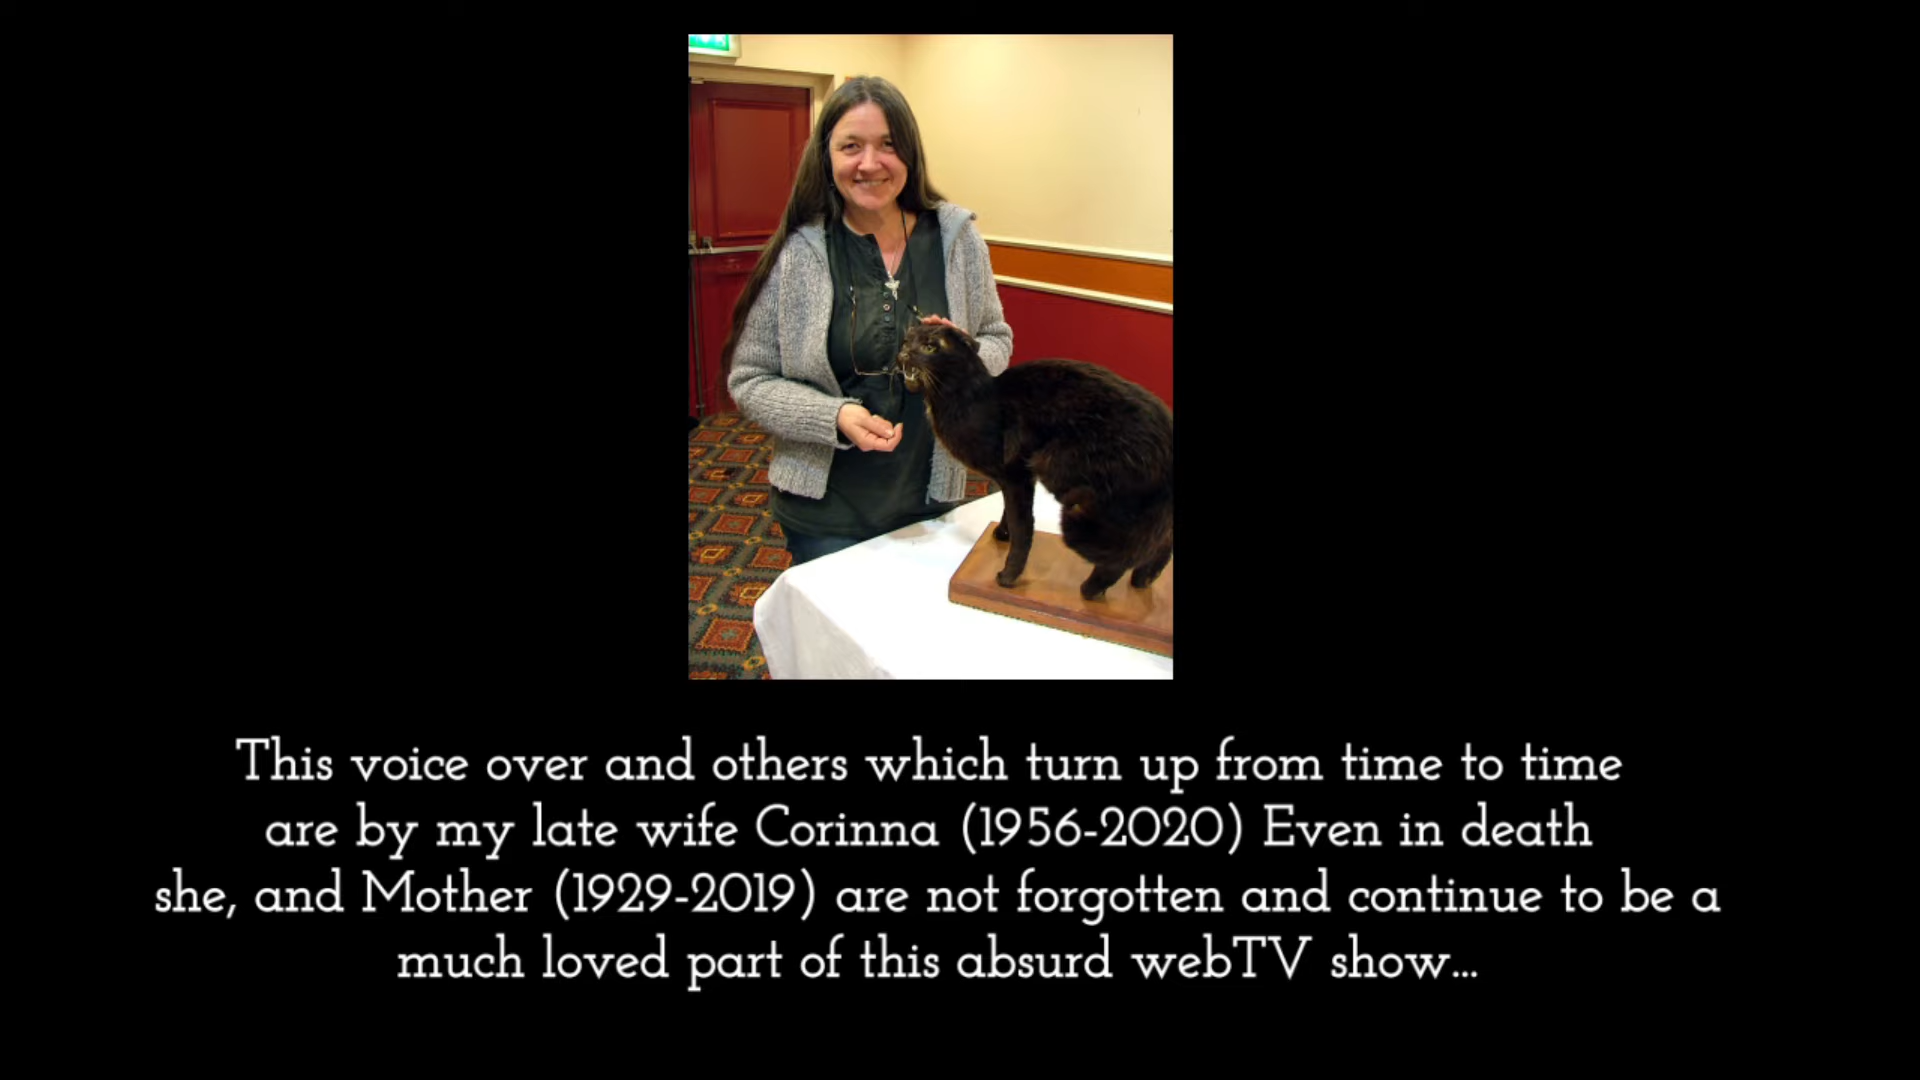 This voice over and others which turn up from time to time
are by my late wife Corinna (1956-2020) Even in death
she, and Mother (1929-2019) are not forgotten and continue to be a
much loved part of this absurd webTV show...